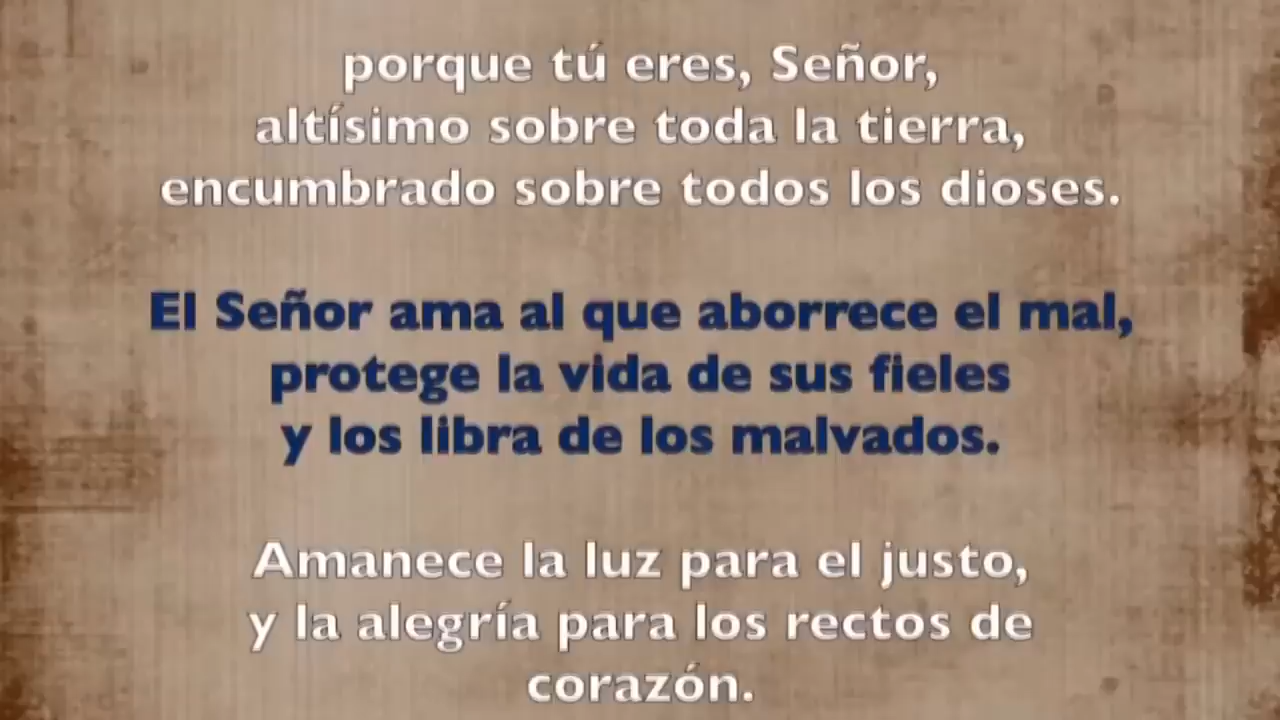 porque tú eres, Señor,
altísimo sobre toda la tierra,
encumbrado sobre todos los dioses.
El Señor ama al que aborrece el mal,
protege la vida de sus fieles
y los libra de los malvados.
Amanece la luz para el justo,
y la alegría para los rectos de
corazón.